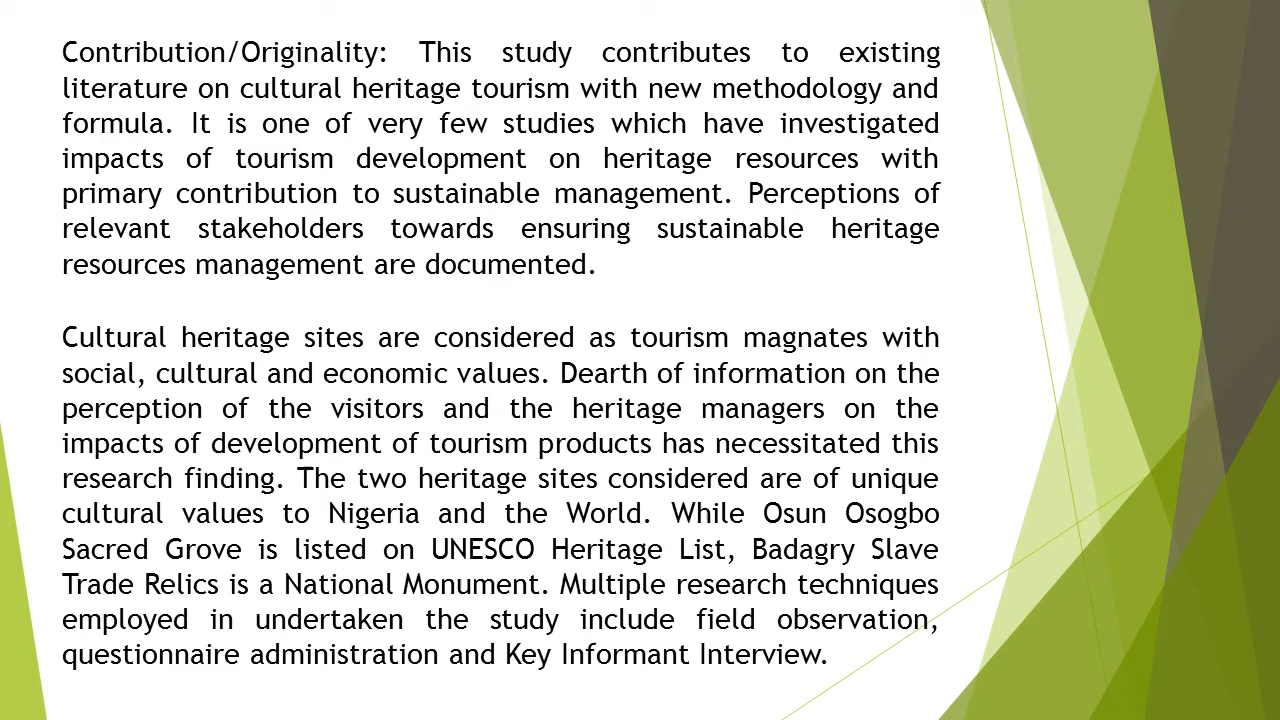 Contribution/Originality: This study contributes to existing
literature on cultural heritage tourism with new methodology and
formula. It is one of very few studies which have investigated
impacts of tourism development on heritage resources with
primary contribution to sustainable management. Perceptions of
relevant stakeholders towards ensuring sustainable heritage
resources management are documented.
Cultural heritage sites are considered as tourism magnates with
social, cultural and economic values. Dearth of information on the
perception of the visitors and the heritage managers on the
impacts of development of tourism products has necessitated this
research finding. The two heritage sites considered are of unique
cultural values to Nigeria and the World. While Osun Osogbo
Sacred Grove is listed on UNESCO Heritage List, Badagry Slave
Trade Relics is a National Monument. Multiple research techniques
employed in undertaken the study include field observation,
questionnaire administration and Key Informant Interview.